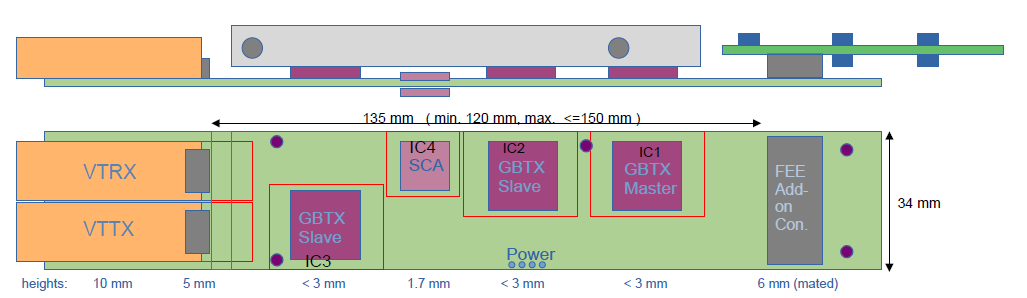 135 mm ( min. 120 mm, max. <=150 mm )
VTRX
VTTX
GBTX
Slave
IC3
IC4
SCA
IC2
GBTX
Slave
IC1
GBTX
Master
Power
FEE
Add-
on
Con.
34 mm
heights: 10 mm 5 mm < 3 mm 1.7 mm < 3 mm < 3 mm 6 mm (mated)